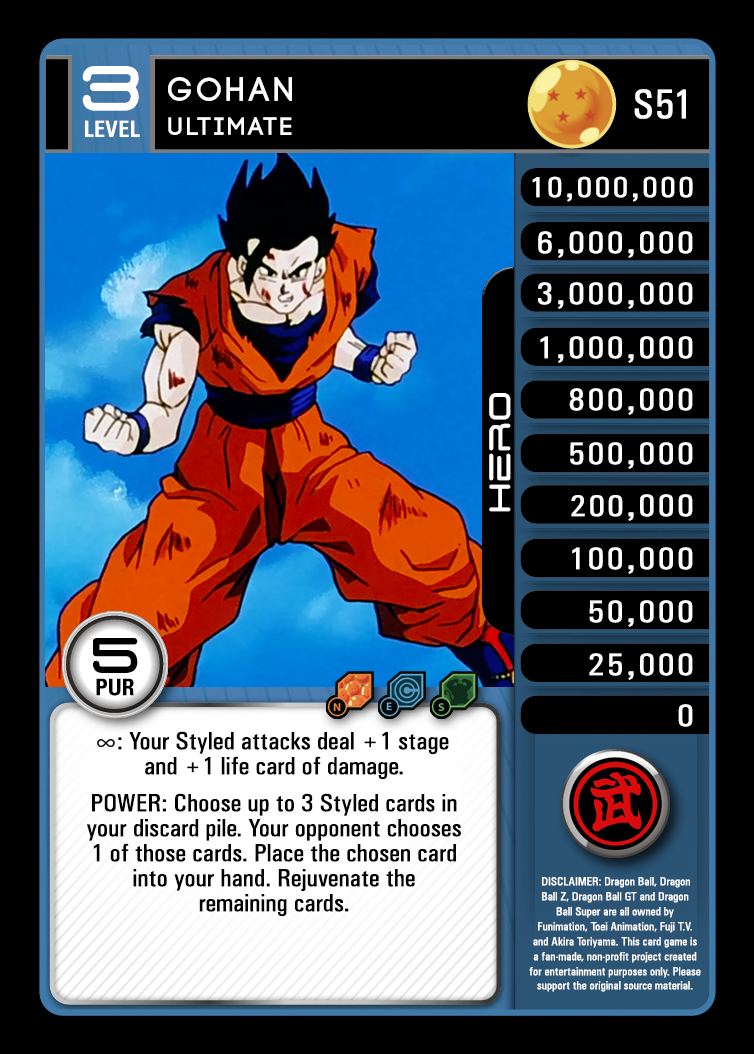 3
LEVEL
GOHAN
ULTIMATE
S51
10,000,000
6,000,000
3,000,000
1,000,000
800,000
500,000
200,000
100,000
50,000
25,000
0
HERO
5
PUR
N
E
S
∞: Your Styled attacks deal +1 stage
and +1 life card of damage.
POWER: Choose up to 3 Styled cards in
your discard pile. Your opponent chooses
1 of those cards. Place the chosen card
into your hand. Rejuvenate the
remaining cards.
武
DISCLAIMER: Dragon Ball, Dragon
Ball Z, Dragon Ball GT and Dragon
Ball Super are all owned by
Funimation, Toei Animation, Fuji T.V.
and Akira Toriyama. This card game is
a fan-made, non-profit project created
for entertainment purposes only. Please
support the original source material.